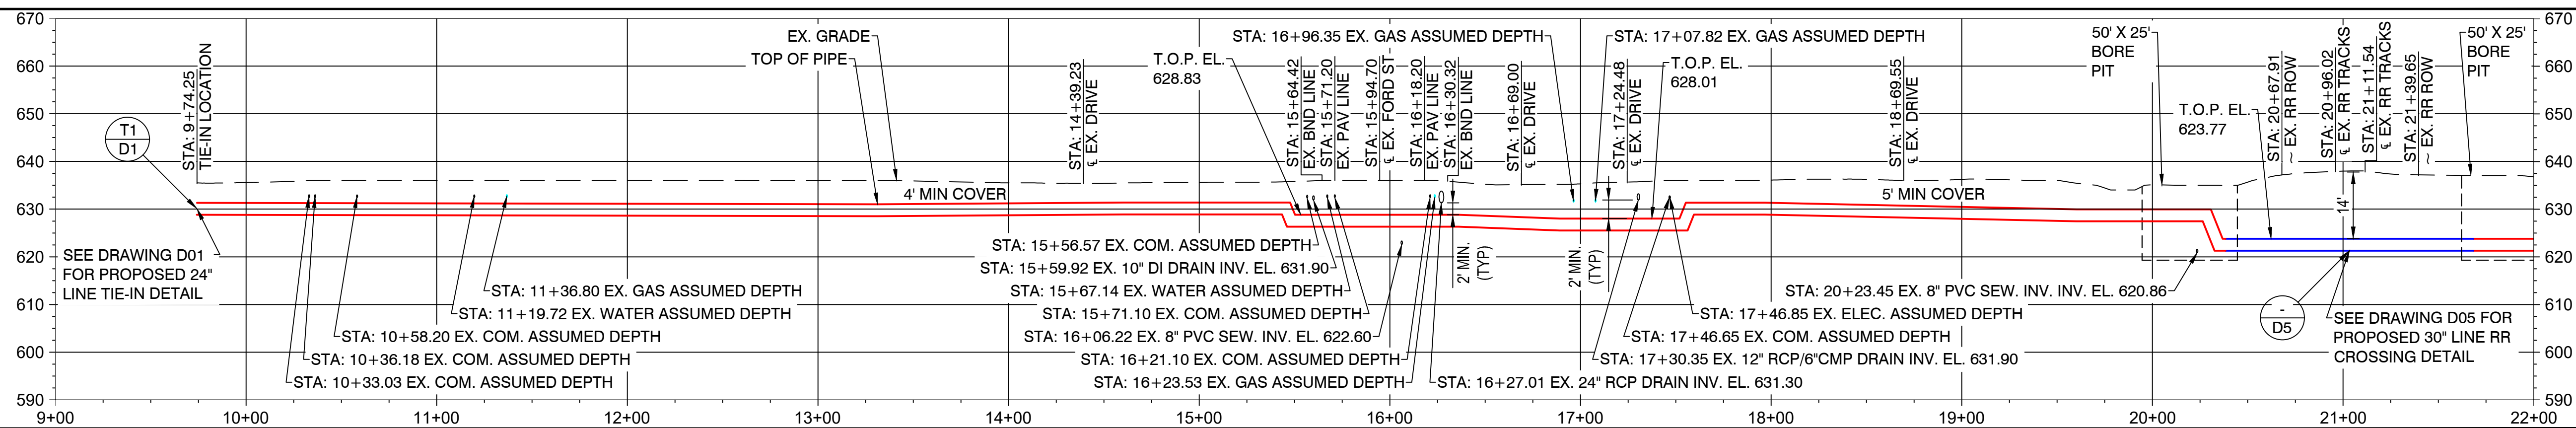 670
660
650
640
630
620
610
600
590
T1
D1
STA: 9+74.25
TIE-IN LOCATION
SEE DRAWING D01
FOR PROPOSED 24"
LINE TIE-IN DETAIL
EX. GRADE
TOP OF PIPE
4' MIN COVER
STA: 14+39.23
℄ EX. DRIVE
T.O.P. EL.
628.83
STA: 16+96.35 EX. GAS ASSUMED DEPTH
STA: 15+64.42
EX. BND LINE
STA: 15+71.20
EX. PAV LINE
STA: 15+94.70
℄ EX. FORD ST
STA: 16+18.20
EX. PAV LINE
STA: 16+30.32
EX. BND LINE
STA: 16+69.00
℄ EX. DRIVE
STA: 17+07.82 EX. GAS ASSUMED DEPTH
T.O.P. EL.
628.01
STA: 17+24.48
℄ EX. DRIVE
STA: 18+69.55
℄ EX. DRIVE
5' MIN COVER
50' X 25'
BORE
PIT
T.O.P. EL.
623.77
STA: 20+67.91
~ EX. RR ROW
STA: 20+96.02
℄ EX. RR TRACKS
STA: 21+11.54
℄ EX. RR TRACKS
STA: 21+39.65
~ EX. RR ROW
50' X 25'
BORE
PIT
14'
STA: 11+36.80 EX. GAS ASSUMED DEPTH
STA: 11+19.72 EX. WATER ASSUMED DEPTH
STA: 10+58.20 EX. COM. ASSUMED DEPTH
STA: 10+36.18 EX. COM. ASSUMED DEPTH
STA: 10+33.03 EX. COM. ASSUMED DEPTH
STA: 15+56.57 EX. COM. ASSUMED DEPTH
STA: 15+59.92 EX. 10" DI DRAIN INV. EL. 631.90
STA: 15+67.14 EX. WATER ASSUMED DEPTH
STA: 15+71.10 EX. COM. ASSUMED DEPTH
STA: 16+06.22 EX. 8" PVC SEW. INV. EL. 622.60
STA: 16+21.10 EX. COM. ASSUMED DEPTH
STA: 16+23.53 EX. GAS ASSUMED DEPTH
STA: 16+27.01 EX. 24" RCP DRAIN INV. EL. 631.30
2' MIN.
(TYP)
2' MIN.
(TYP)
STA: 20+23.45 EX. 8" PVC SEW. INV. INV. EL. 620.86
STA: 17+46.85 EX. ELEC. ASSUMED DEPTH
STA: 17+46.65 EX. COM. ASSUMED DEPTH
STA: 17+30.35 EX. 12" RCP/6"CMP DRAIN INV. EL. 631.90
-
D5
SEE DRAWING D05 FOR
PROPOSED 30" LINE RR
CROSSING DETAIL
670
660
650
640
630
620
610
600
590
9+00
10+00
11+00
12+00
13+00
14+00
15+00
16+00
17+00
18+00
19+00
20+00
21+00
22+00